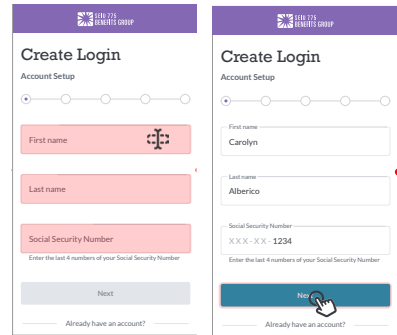 SEIU 775
BENEFITS GROUP
Create Login
Account Setup
First name
Last name
Social Security Number
Enter the last 4 numbers of your Social Security Number
Next
Already have an account?
SEIU 775
BENEFITS GROUP
Create Login
Account Setup
First name
Carolyn
Last name
Alberico
Social Security Number
XXX-XX-1234
Enter the last 4 numbers of your Social Security Number
Next
Already have an account?